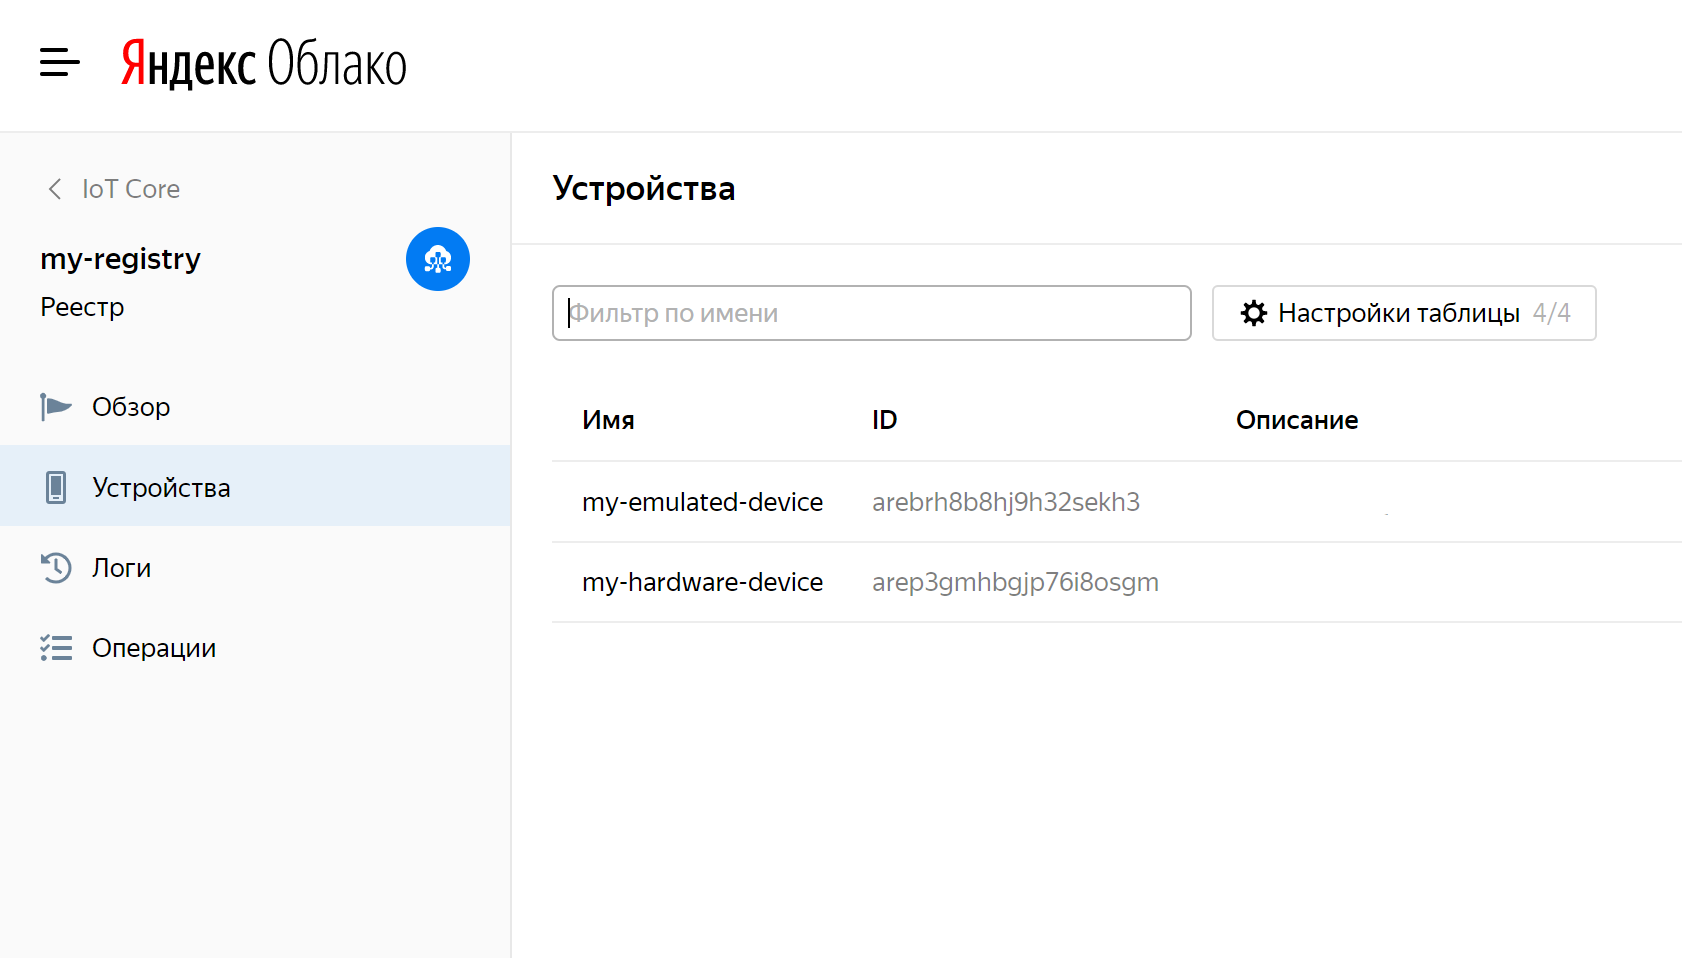 Яндекс Облако
IoT Core
my-registry
Реестр
Обзор
Устройства
Логи
Операции
Устройства
Фильтр по имени
Настройки таблицы 4/4
Имя ID Описание
my-emulated-device arebrh8b8hj9h32sekh3
my-hardware-device arep3gmhbgjp76i8osgm